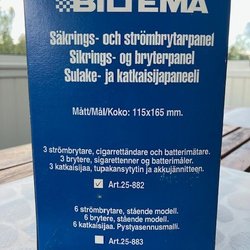 BILTEMA
Säkrings- och strömbrytarpanel
Sikrings- og bryterpanel
Sulake- ja katkaisijapaneeli
Mått/Mål/Koko: 115x165 mm.
3 strömbrytare, cigarrettändare och batterimätare.
3 brytere, sigarettenner og batterimåler.
3 katkaisijaa, tupakansytytin ja akkujännitteen.
Art.25-882
6 strömbrytare, stående modell.
6 brytere, stående modell.
6 katkaisijaa. Pystyasennusmalli.
Art.25-883